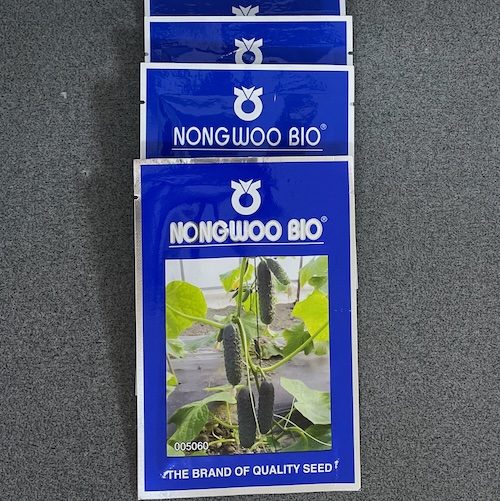 NONGWOO BIO®
NONGWOO BIO®
005060
"THE BRAND OF QUALITY SEED"